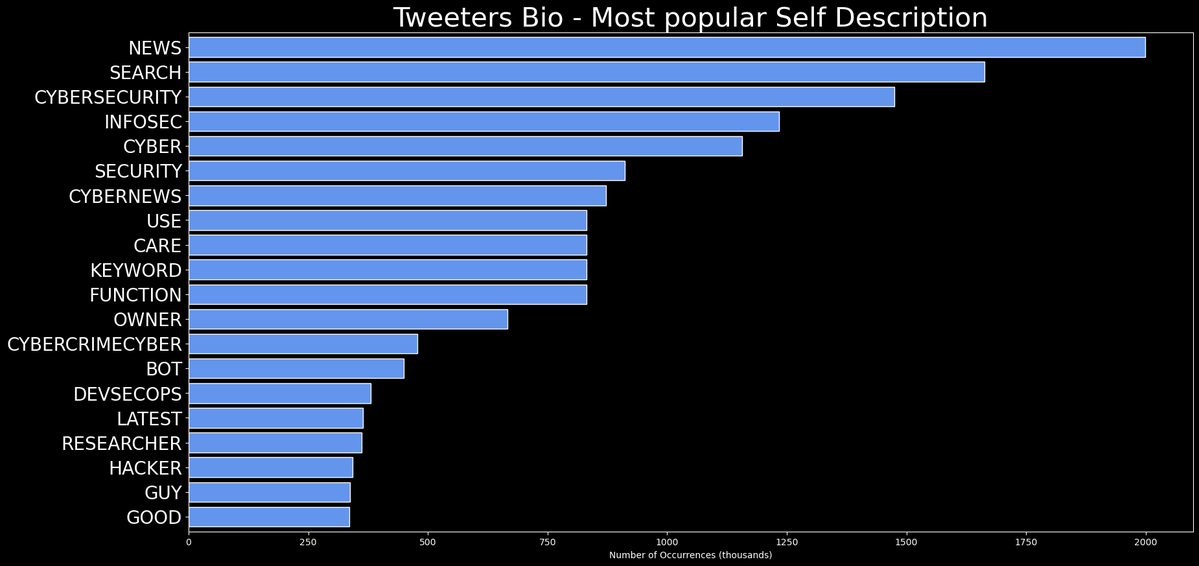 Tweeters Bio - Most popular Self Description
NEWS
SEARCH
CYBERSECURITY
INFOSEC
CYBER
SECURITY
CYBERNEWS
USE
CARE
KEYWORD
FUNCTION
OWNER
CYBERCRIMECYBER
BOT
DEVSECOPS
LATEST
RESEARCHER
HACKER
GUY
GOOD
0 250 500 750 1000 1250 1500 1750 2000
Number of Occurrences (thousands)